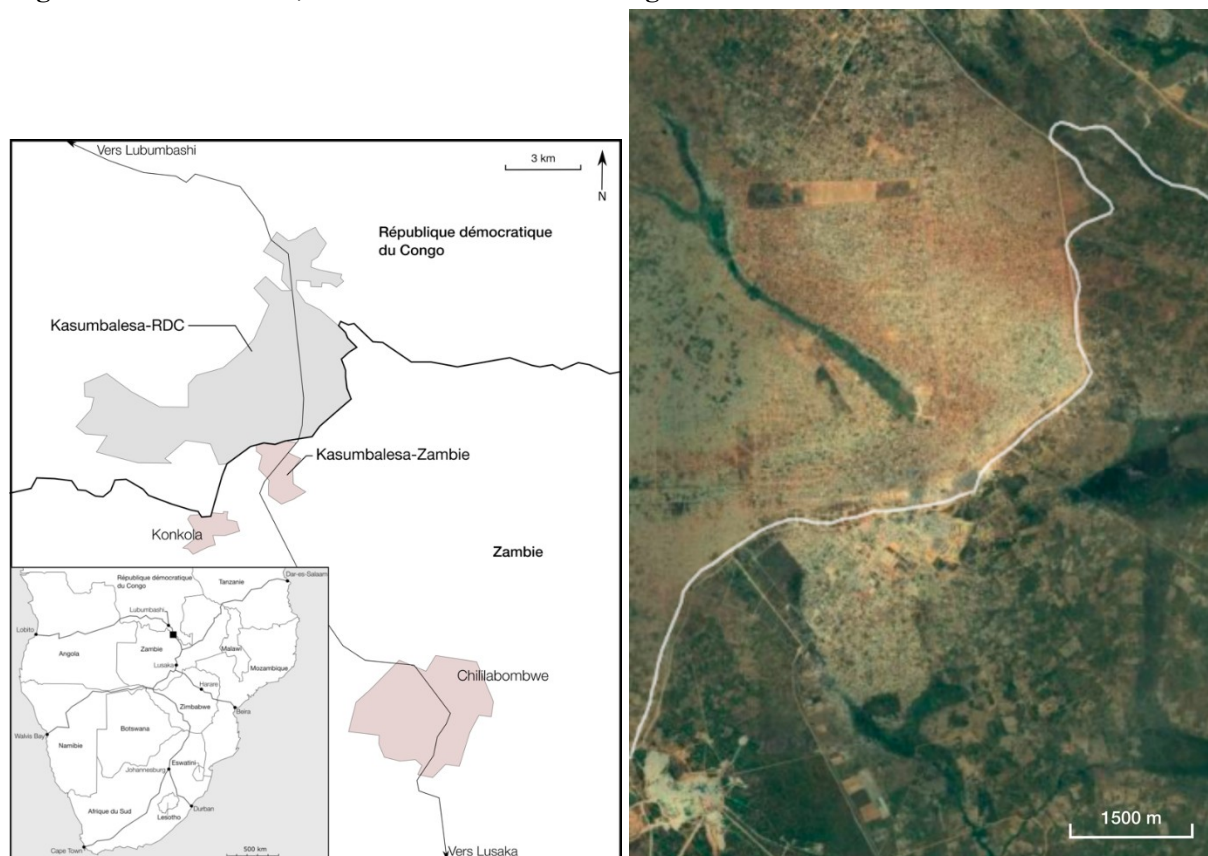 Vers Lubumbashi
3 km
N
République démocratique
du Congo
Kasumbalesa-RDC
Kasumbalesa-Zambie
Konkola
Zambie
Chililabombwe
Vers Lusaka
République démocratique
du Congo
Tanzanie
Dar-es-Salaam
Lubumbashi
Lobito
Angola
Zambie
Malawi
Lusaka
Mozambique
Harare
Zimbabwe
Beira
Walvis Bay
Namibie
Botswana
Johannesburg
Eswatini
Afrique du Sud
Lesotho
Durban
Cape Town
500 km
1500 m